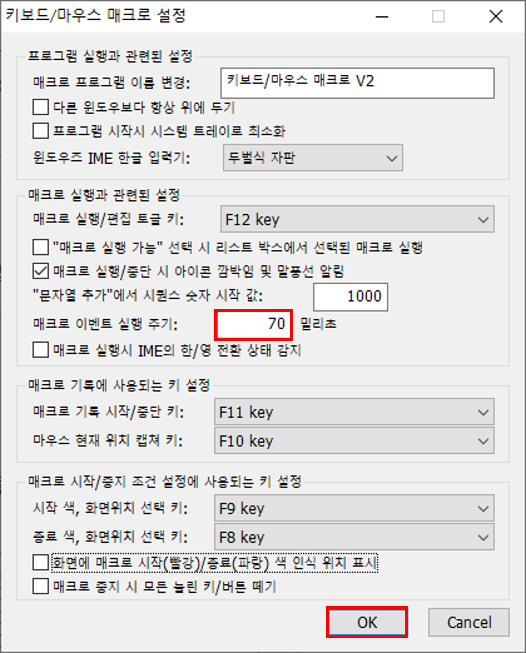 키보드/마우스 매크로 설정
프로그램 실행과 관련된 설정
매크로 프로그램 이름 변경: 키보드/마우스 매크로 V2
다른 윈도우보다 항상 위에 두기
프로그램 시작시 시스템 트레이로 최소화
윈도우즈 IME 한글 입력기: 두벌식 자판
매크로 실행과 관련된 설정
매크로 실행/편집 토글 키: F12 key
"매크로 실행 가능" 선택 시 리스트 박스에서 선택된 매크로 실행
매크로 실행/중단 시 아이콘 깜박임 및 말풍선 알림
"문자열 추가"에서 시퀀스 숫자 시작 값: 1000
매크로 이벤트 실행 주기: 70 밀리초
매크로 실행시 IME의 한/영 전환 상태 감지
매크로 기록에 사용되는 키 설정
매크로 기록 시작/중단 키: F11 key
마우스 현재 위치 캡쳐 키: F10 key
매크로 시작/중지 조건 설정에 사용되는 키 설정
시작 색, 화면위치 선택 키: F9 key
종료 색, 화면위치 선택 키: F8 key
화면에 매크로 시작(빨강)/종료(파랑) 색 인식 위치 표시
매크로 중지 시 모든 눌린 키/버튼 떼기
OK Cancel